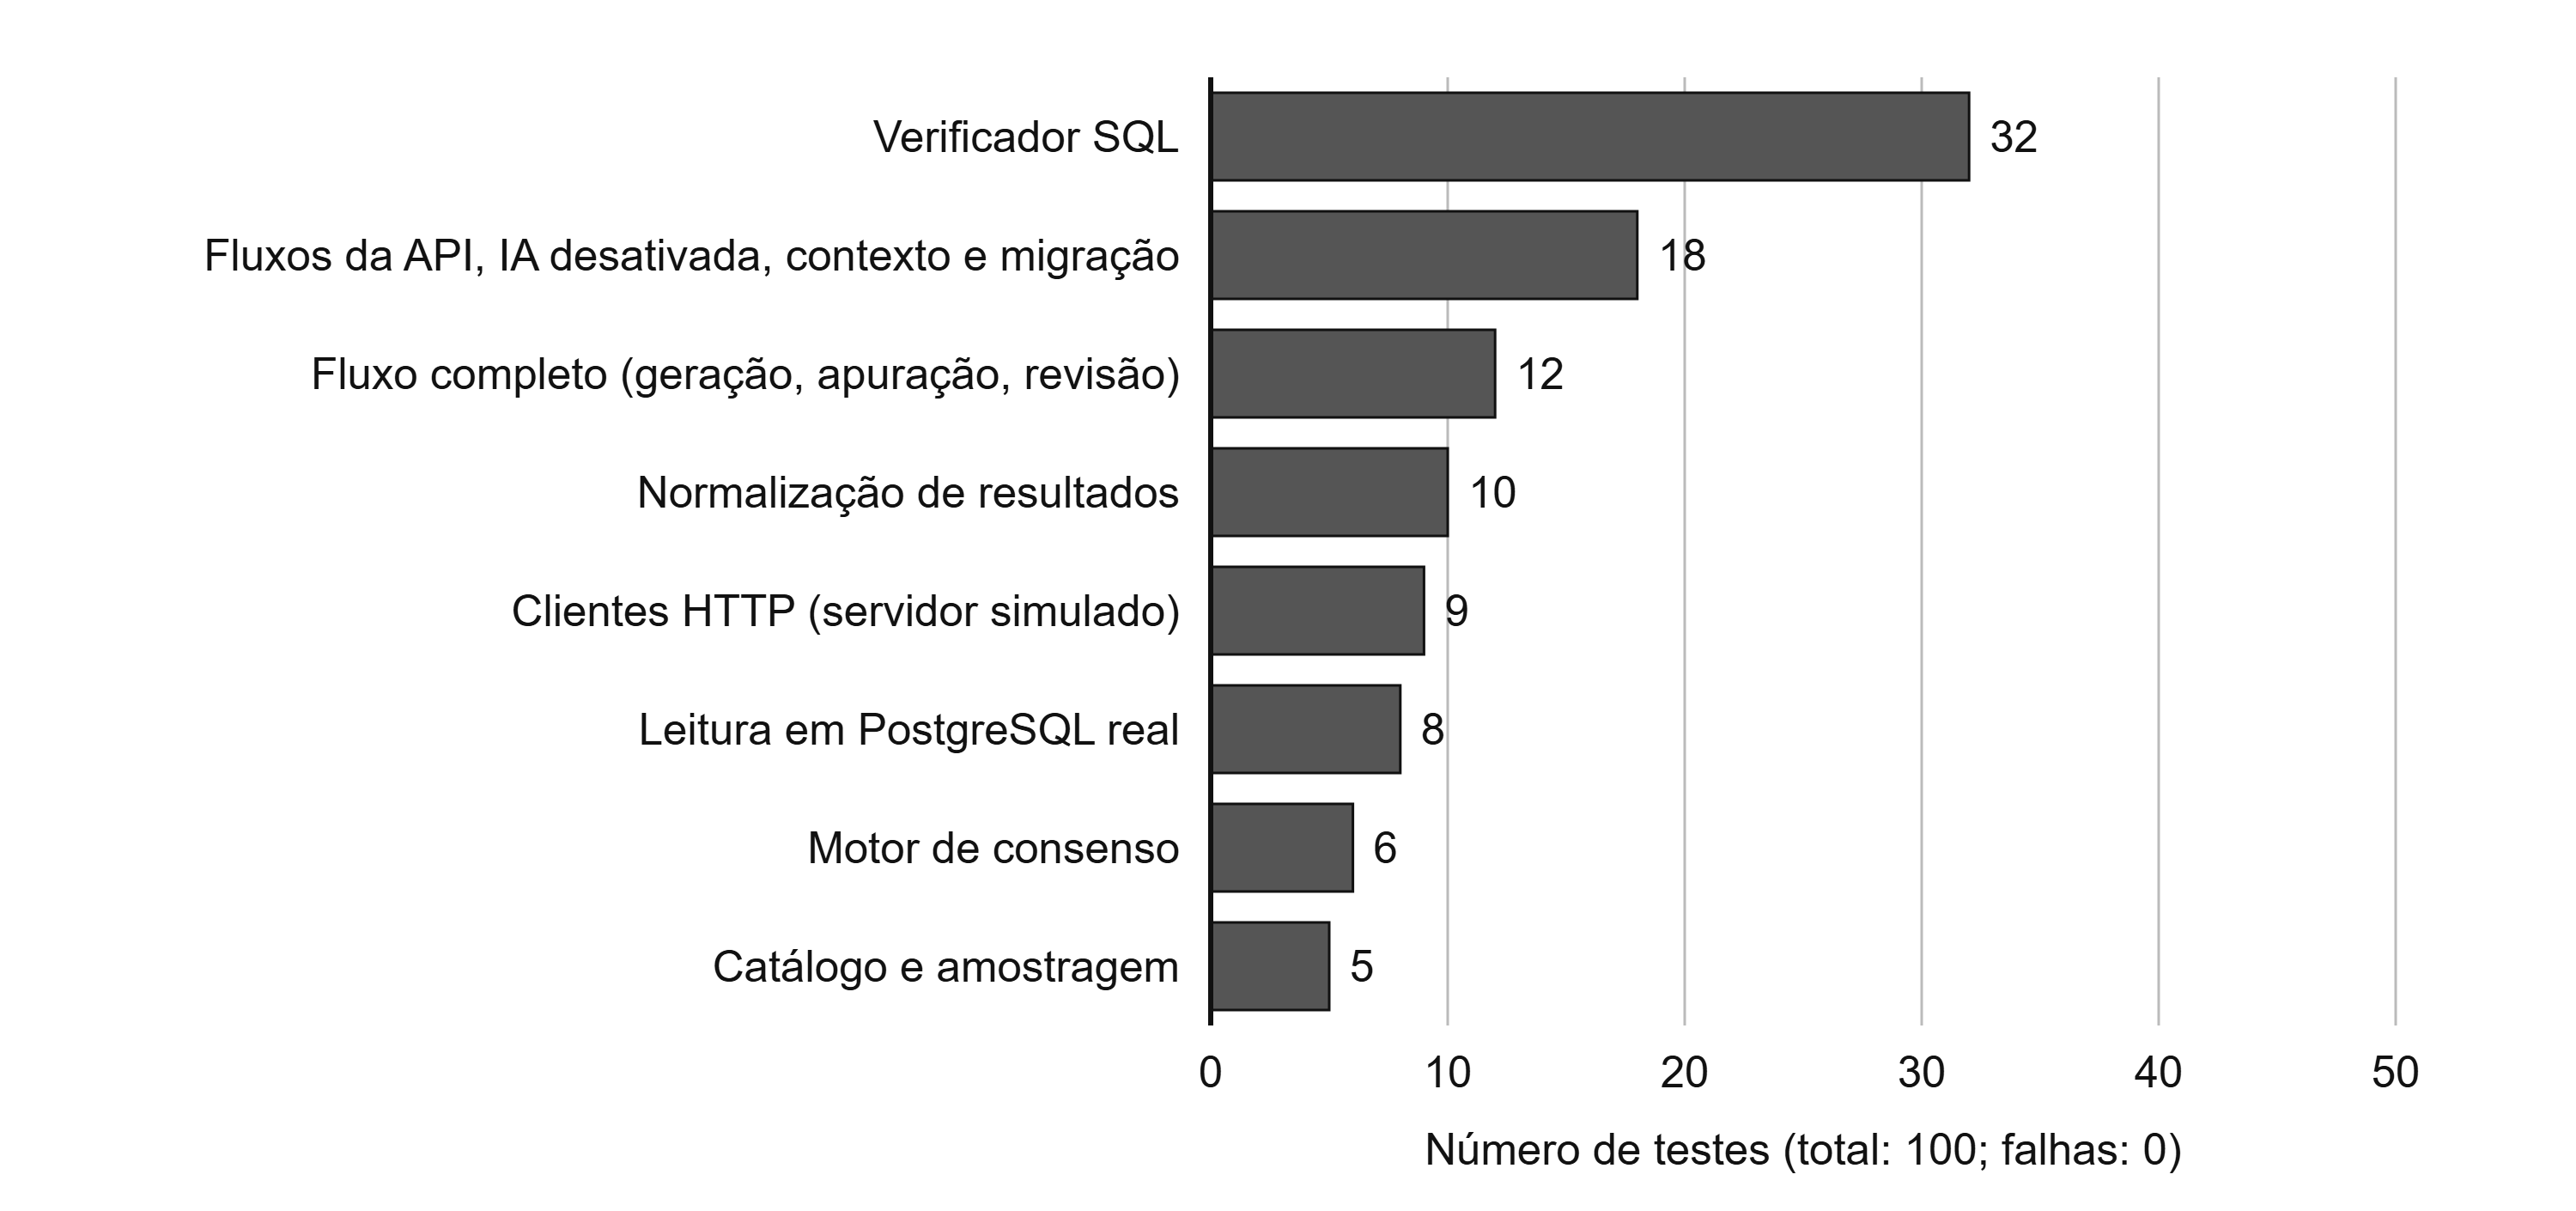 Verificador SQL 32
Fluxos da API, IA desativada, contexto e migração 18
Fluxo completo (geração, apuração, revisão) 12
Normalização de resultados 10
Clientes HTTP (servidor simulado) 9
Leitura em PostgreSQL real 8
Motor de consenso 6
Catálogo e amostragem 5
0 10 20 30 40 50
Número de testes (total: 100; falhas: 0)